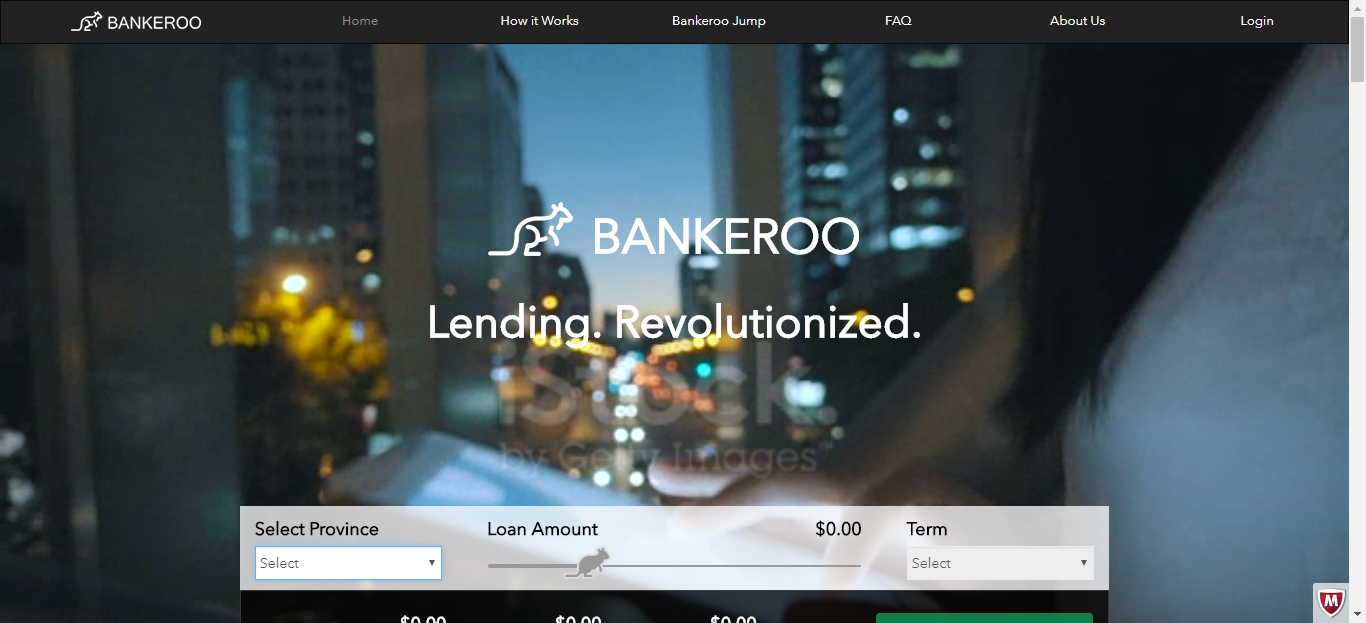 BANKEROO Home How it Works Bankeroo Jump FAQ About Us Login
BANKEROO
Lending. Revolutionized.
iStock.
by Getty Images™
Select Province Loan Amount $0.00 Term
Select Select
$0.00 $0.00 $0.00